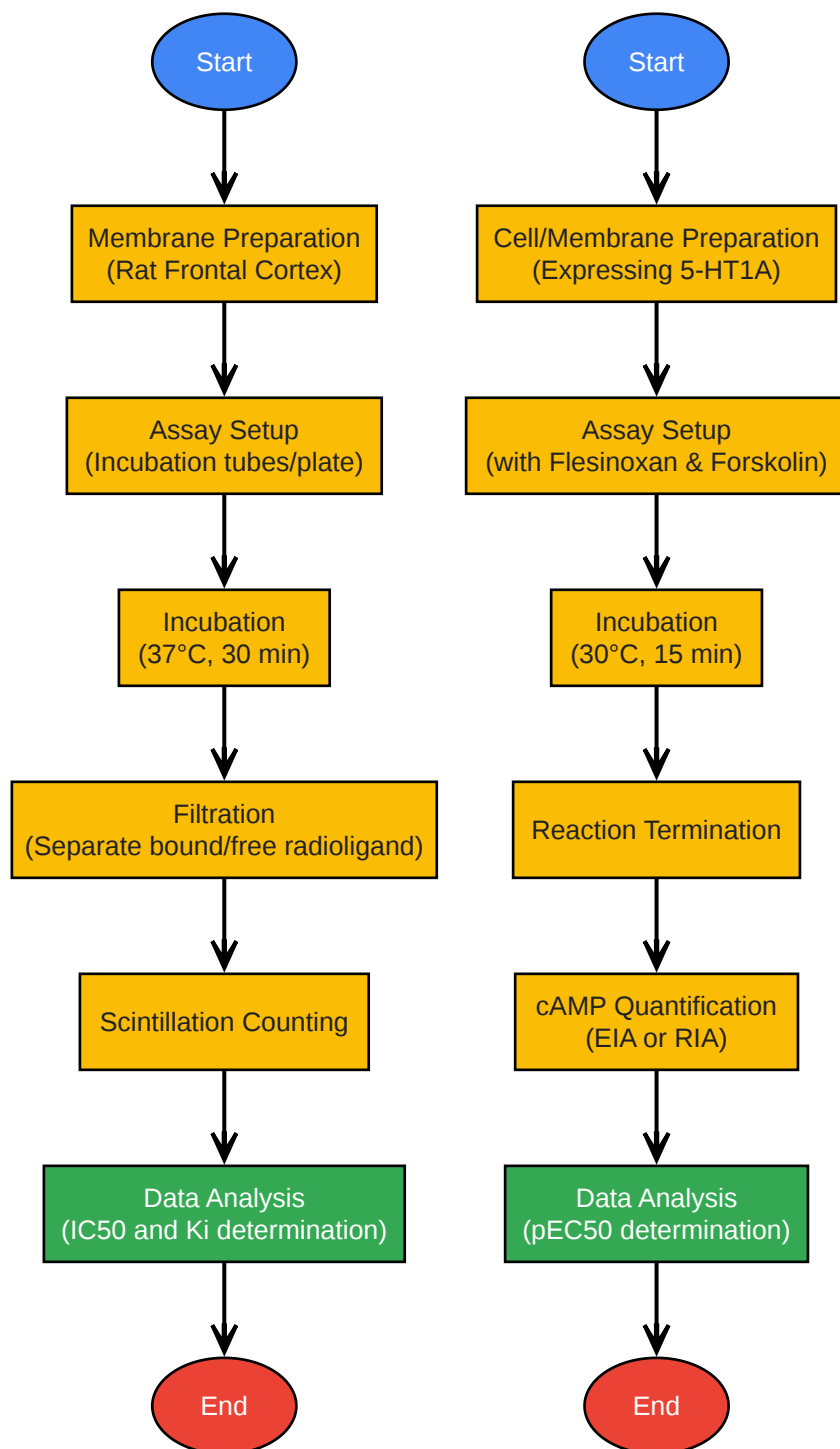 Start
Membrane Preparation
(Rat Frontal Cortex)
Assay Setup
(Incubation tubes/plate)
Incubation
(37°C, 30 min)
Filtration
(Separate bound/free radioligand)
Scintillation Counting
Data Analysis
(IC50 and Ki determination)
End
Start
Cell/Membrane Preparation
(Expressing 5-HT1A)
Assay Setup
(with Flesinoxan & Forskolin)
Incubation
(30°C, 15 min)
Reaction Termination
cAMP Quantification
(EIA or RIA)
Data Analysis
(pEC50 determination)
End